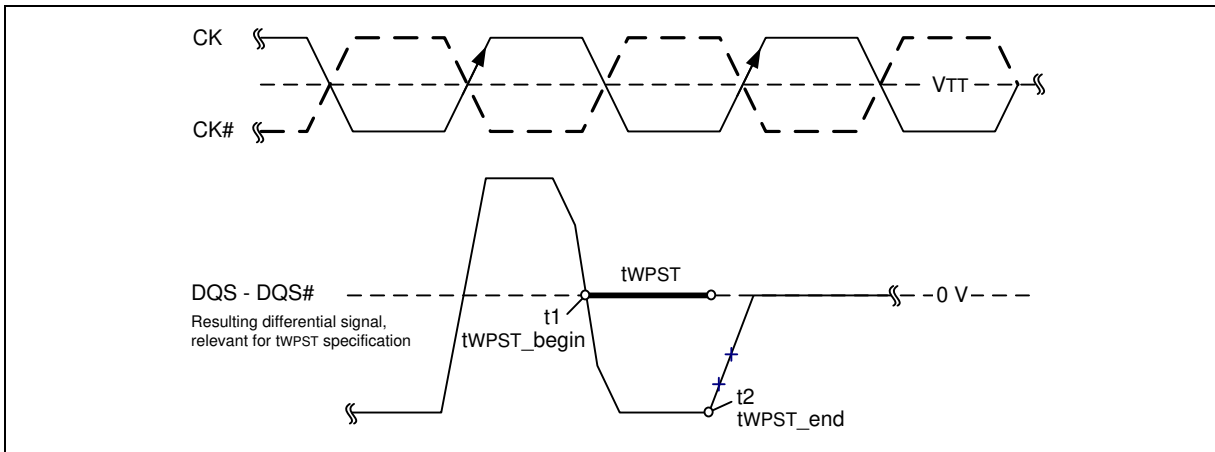 CK
VTT
CK#
tWPST
DQS - DQS#
0 V
Resulting differential signal,
relevant for tWPST specification
t1
tWPST_begin
t2
tWPST_end